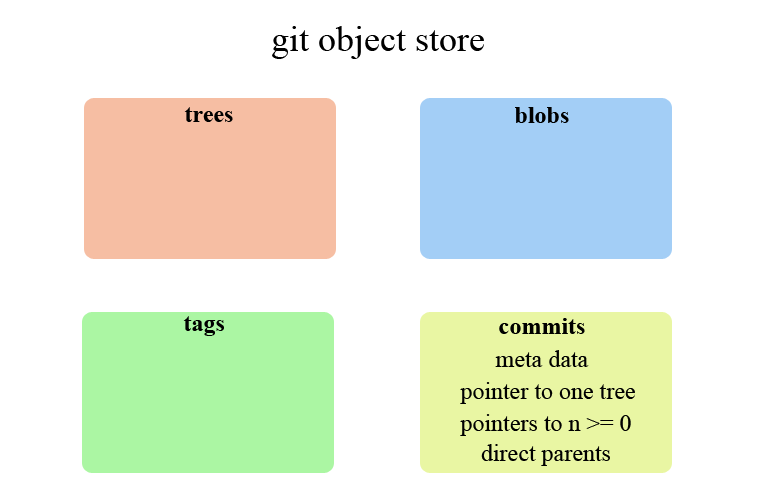 git object store
trees
blobs
tags
commits
meta data
pointer to one tree
pointers to n >= 0
direct parents